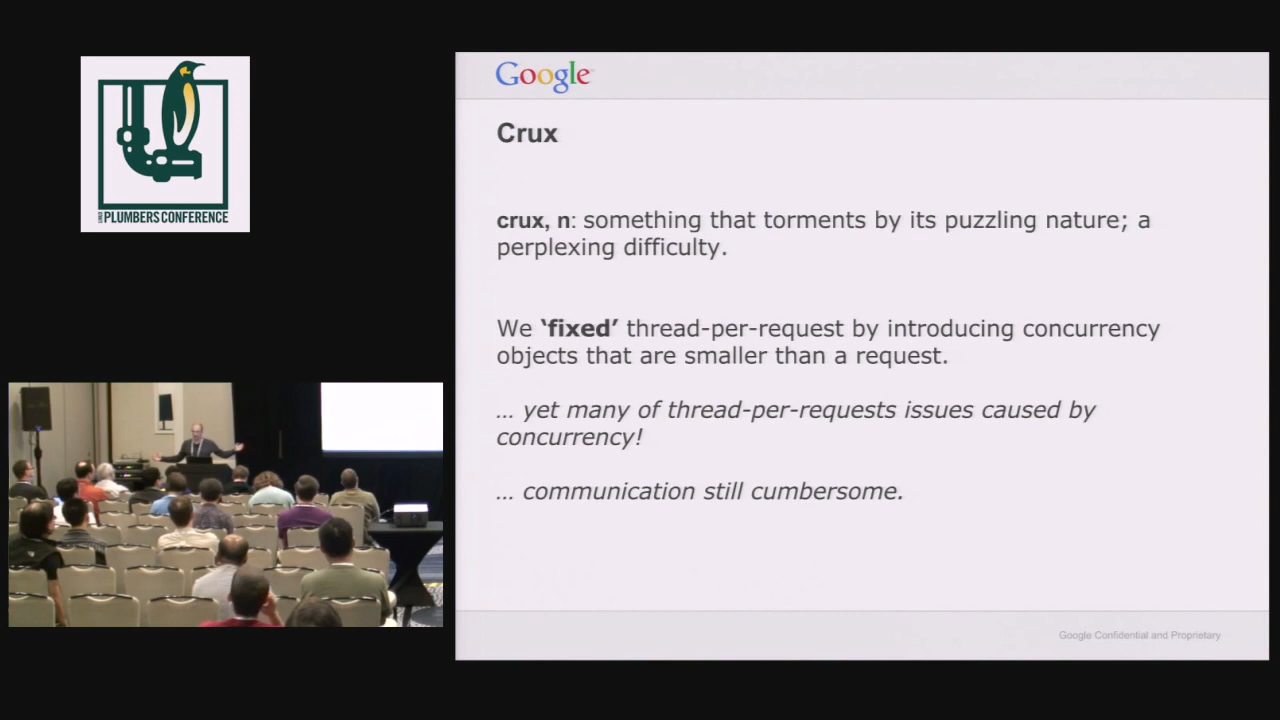 LINUX PLUMBERS CONFERENCE
Google
Crux
crux, n: something that torments by its puzzling nature; a
perplexing difficulty.
We ‘fixed’ thread-per-request by introducing concurrency
objects that are smaller than a request.
… yet many of thread-per-requests issues caused by
concurrency!
… communication still cumbersome.
Google Confidential and Proprietary